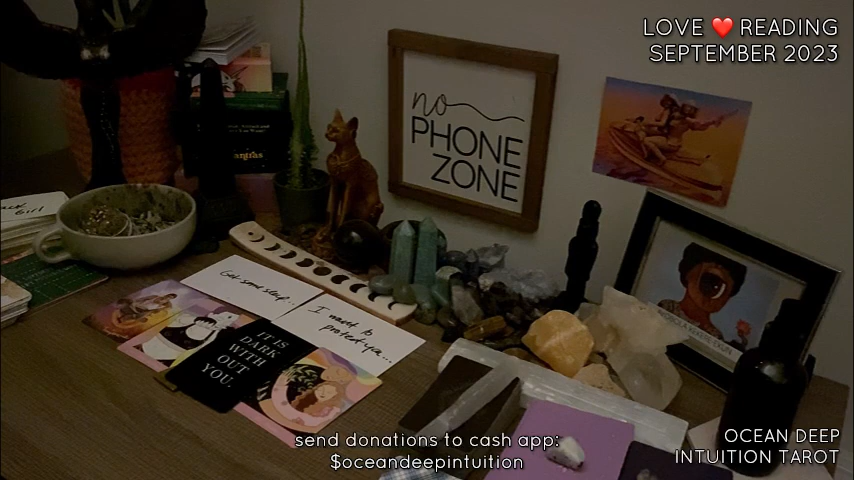 LOVE ❤️ READING
SEPTEMBER 2023
no
PHONE
ZONE
Get some sleep..
I want to
protect ya...
IT IS
DARK
WITH
OUT
YOU.
send donations to cash app:
$oceandeepintuition
OCEAN DEEP
INTUITION TAROT